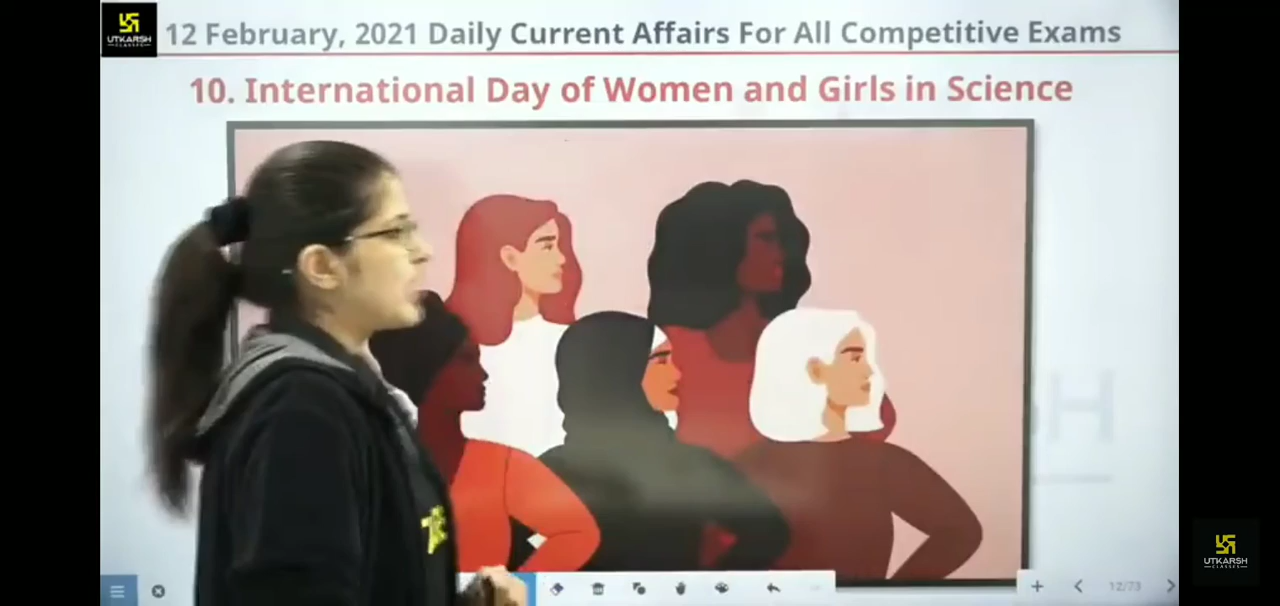 UTKARSH
CLASSES
12 February, 2021 Daily Current Affairs For All Competitive Exams
10. International Day of Women and Girls in Science
H
12/73
UTKARSH
CLASSES